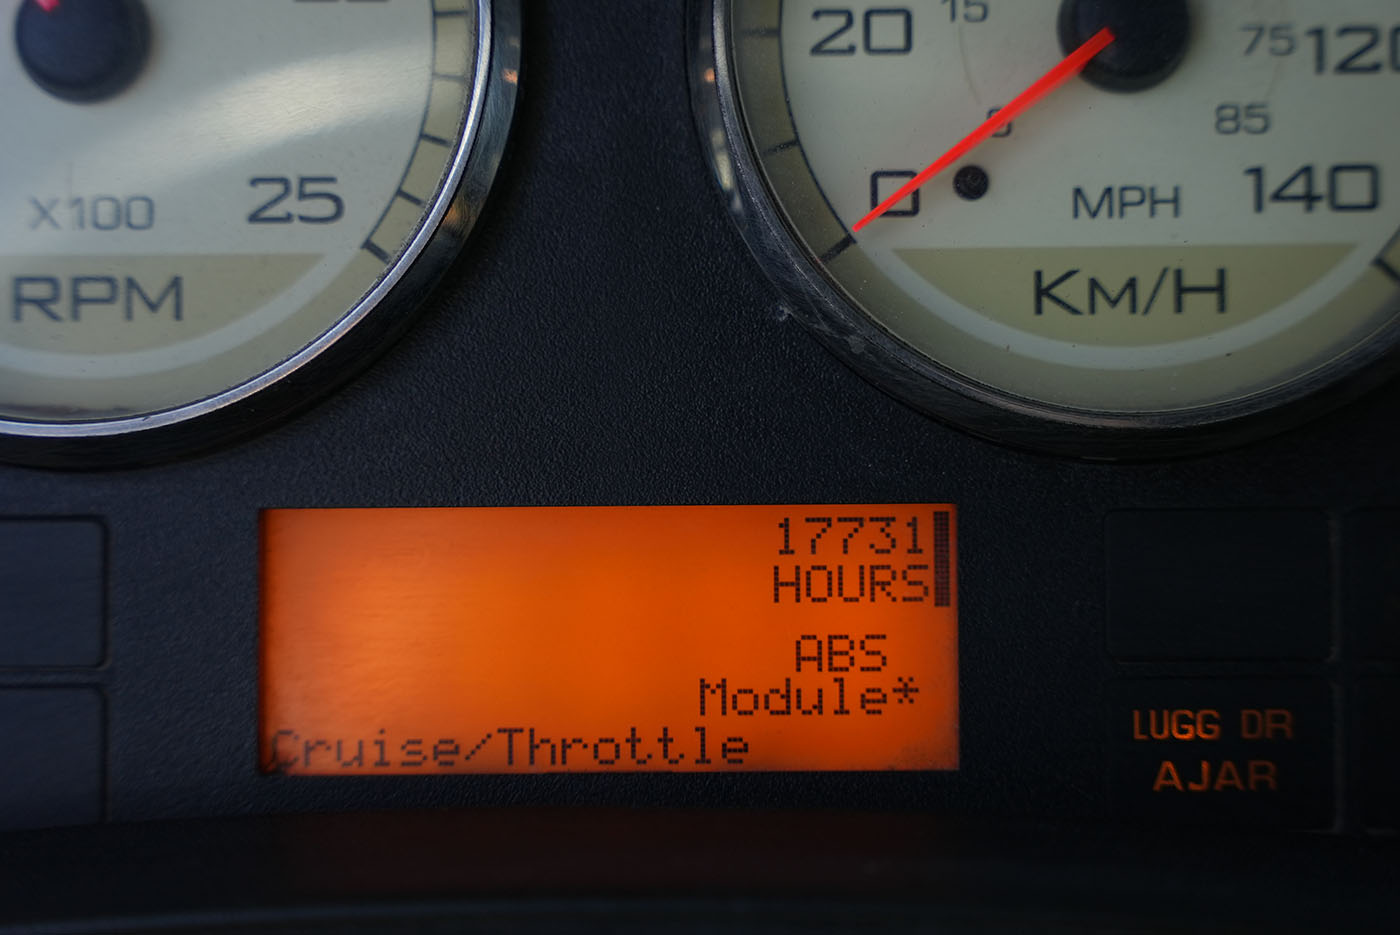 20
15
75
120
5
85
X100
25
0
MPH
140
RPM
KM/H
17731
HOURS
ABS
Module*
Cruise/Throttle
LUGG DR
AJAR